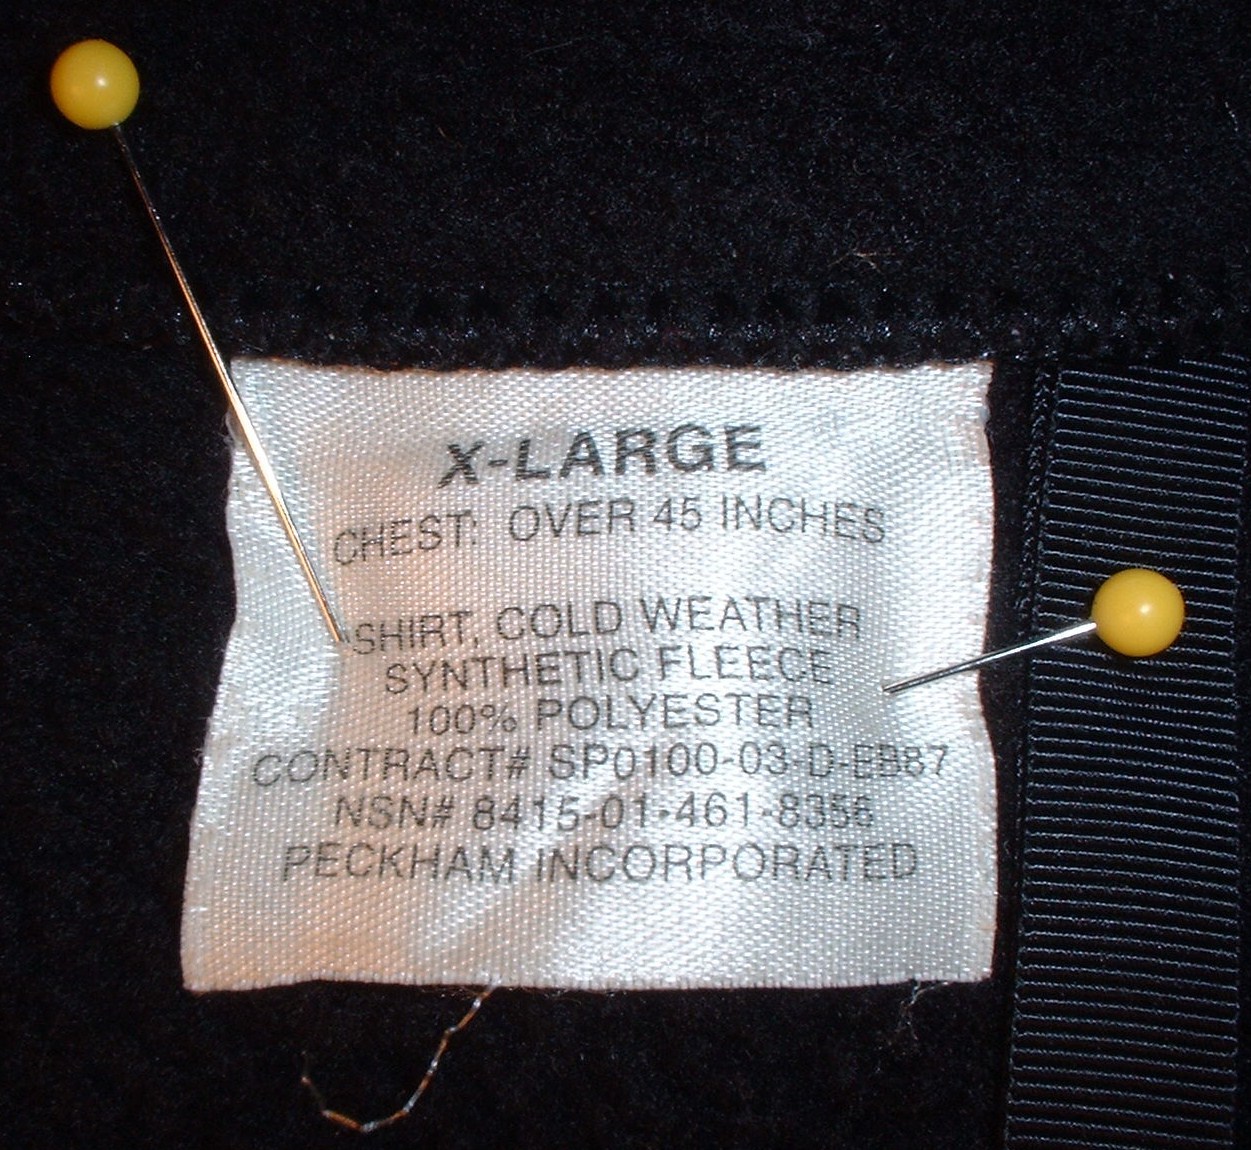 X-LARGE
CHEST: OVER 45 INCHES
SHIRT, COLD WEATHER
SYNTHETIC FLEECE
100% POLYESTER
CONTRACT# SP0100-03-D-EB87
NSN# 8415-01-461-8356
PECKHAM INCORPORATED